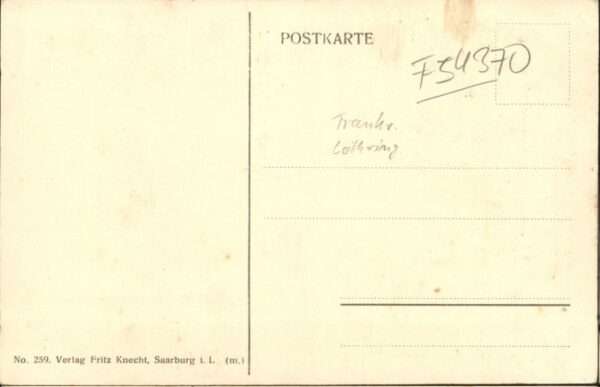 POSTKARTE
F54370
Frankr.
Lothring
No. 259. Verlag Fritz Knecht, Saarburg i. L. (m.)